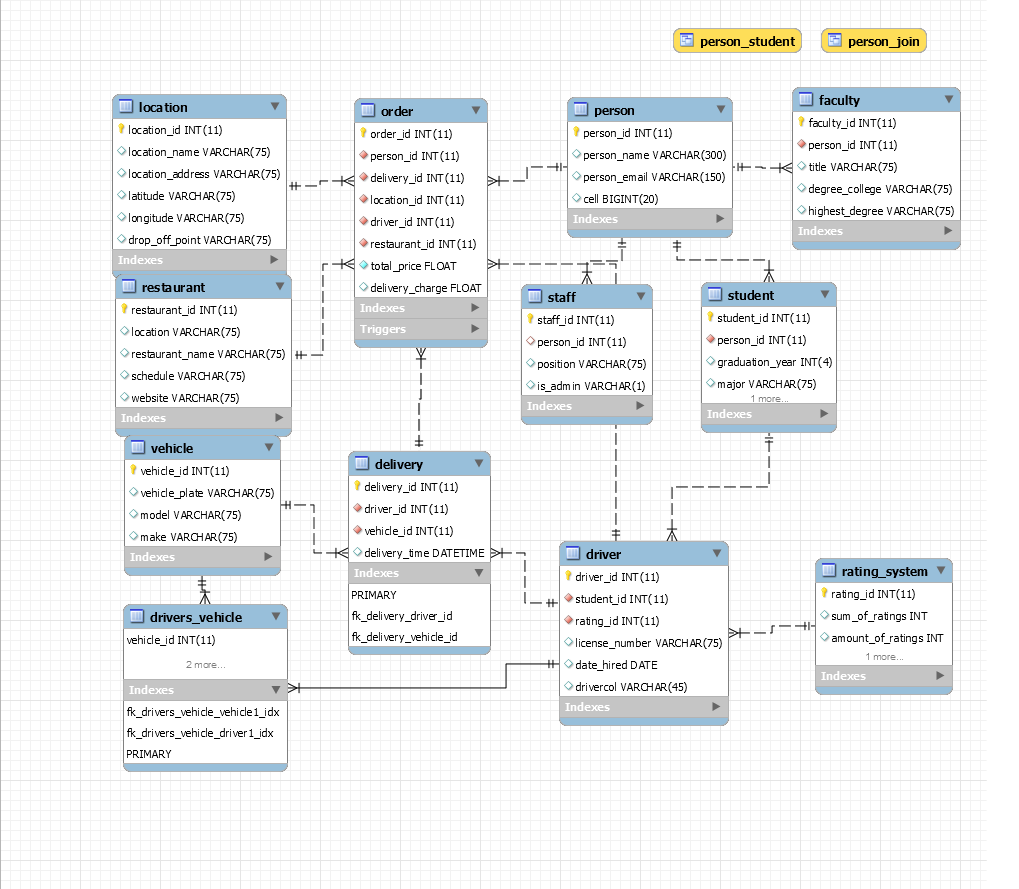 person_student
person_join
location
location_id INT(11)
location_name VARCHAR(75)
location_address VARCHAR(75)
latitude VARCHAR(75)
longitude VARCHAR(75)
drop_off_point VARCHAR(75)
Indexes
order
order_id INT(11)
person_id INT(11)
delivery_id INT(11)
location_id INT(11)
driver_id INT(11)
restaurant_id INT(11)
total_price FLOAT
delivery_charge FLOAT
Indexes
Triggers
person
person_id INT(11)
person_name VARCHAR(300)
person_email VARCHAR(150)
cell BIGINT(20)
Indexes
faculty
faculty_id INT(11)
person_id INT(11)
title VARCHAR(75)
degree_college VARCHAR(75)
highest_degree VARCHAR(75)
Indexes
restaurant
restaurant_id INT(11)
location VARCHAR(75)
restaurant_name VARCHAR(75)
schedule VARCHAR(75)
website VARCHAR(75)
Indexes
staff
staff_id INT(11)
person_id INT(11)
position VARCHAR(75)
is_admin VARCHAR(1)
Indexes
student
student_id INT(11)
person_id INT(11)
graduation_year INT(4)
major VARCHAR(75)
1 more...
Indexes
vehicle
vehicle_id INT(11)
vehicle_plate VARCHAR(75)
model VARCHAR(75)
make VARCHAR(75)
Indexes
delivery
delivery_id INT(11)
driver_id INT(11)
vehicle_id INT(11)
delivery_time DATETIME
Indexes
PRIMARY
fk_delivery_driver_id
fk_delivery_vehicle_id
driver
driver_id INT(11)
student_id INT(11)
rating_id INT(11)
license_number VARCHAR(75)
date_hired DATE
drivercol VARCHAR(45)
Indexes
rating_system
rating_id INT(11)
sum_of_ratings INT
amount_of_ratings INT
1 more...
Indexes
drivers_vehicle
vehicle_id INT(11)
2 more...
Indexes
fk_drivers_vehicle_vehicle1_idx
fk_drivers_vehicle_driver1_idx
PRIMARY